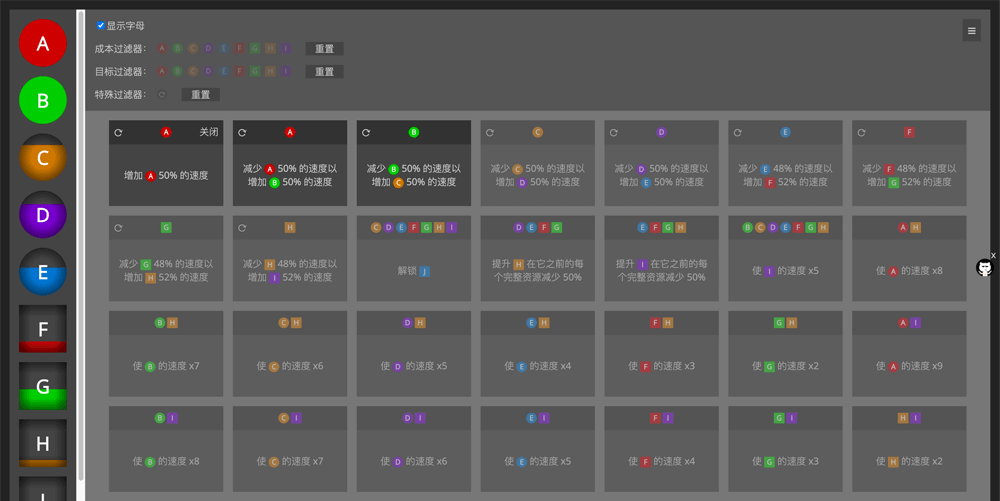 A
B
C
D
E
F
G
H
显示字母
成本过滤器: A B C D E F G H I 重置
目标过滤器: A B C D E F G H I 重置
特殊过滤器: 重置
≡
A 关闭
增加 A 50% 的速度
A
减少 A 50% 的速度以
增加 B 50% 的速度
B
减少 B 50% 的速度以
增加 C 50% 的速度
C
减少 C 50% 的速度以
增加 D 50% 的速度
D
减少 D 50% 的速度以
增加 E 50% 的速度
E
减少 E 48% 的速度以
增加 F 52% 的速度
F
减少 F 48% 的速度以
增加 G 52% 的速度
G
减少 G 48% 的速度以
增加 H 52% 的速度
H
减少 H 48% 的速度以
增加 I 52% 的速度
C D E F G H I
解锁 J
D E F G
提升 H 在它之前的每
个完整资源减少 50%
E F G H
提升 I 在它之前的每
个完整资源减少 50%
B C D E F G H
使 I 的速度 x5
A H
使 A 的速度 x8
B H
使 B 的速度 x7
C H
使 C 的速度 x6
D H
使 D 的速度 x5
E H
使 E 的速度 x4
F H
使 F 的速度 x3
G H
使 G 的速度 x2
A I
使 A 的速度 x9
B I
使 B 的速度 x8
C I
使 C 的速度 x7
D I
使 D 的速度 x6
E I
使 E 的速度 x5
F I
使 F 的速度 x4
G I
使 G 的速度 x3
H I
使 H 的速度 x2
x